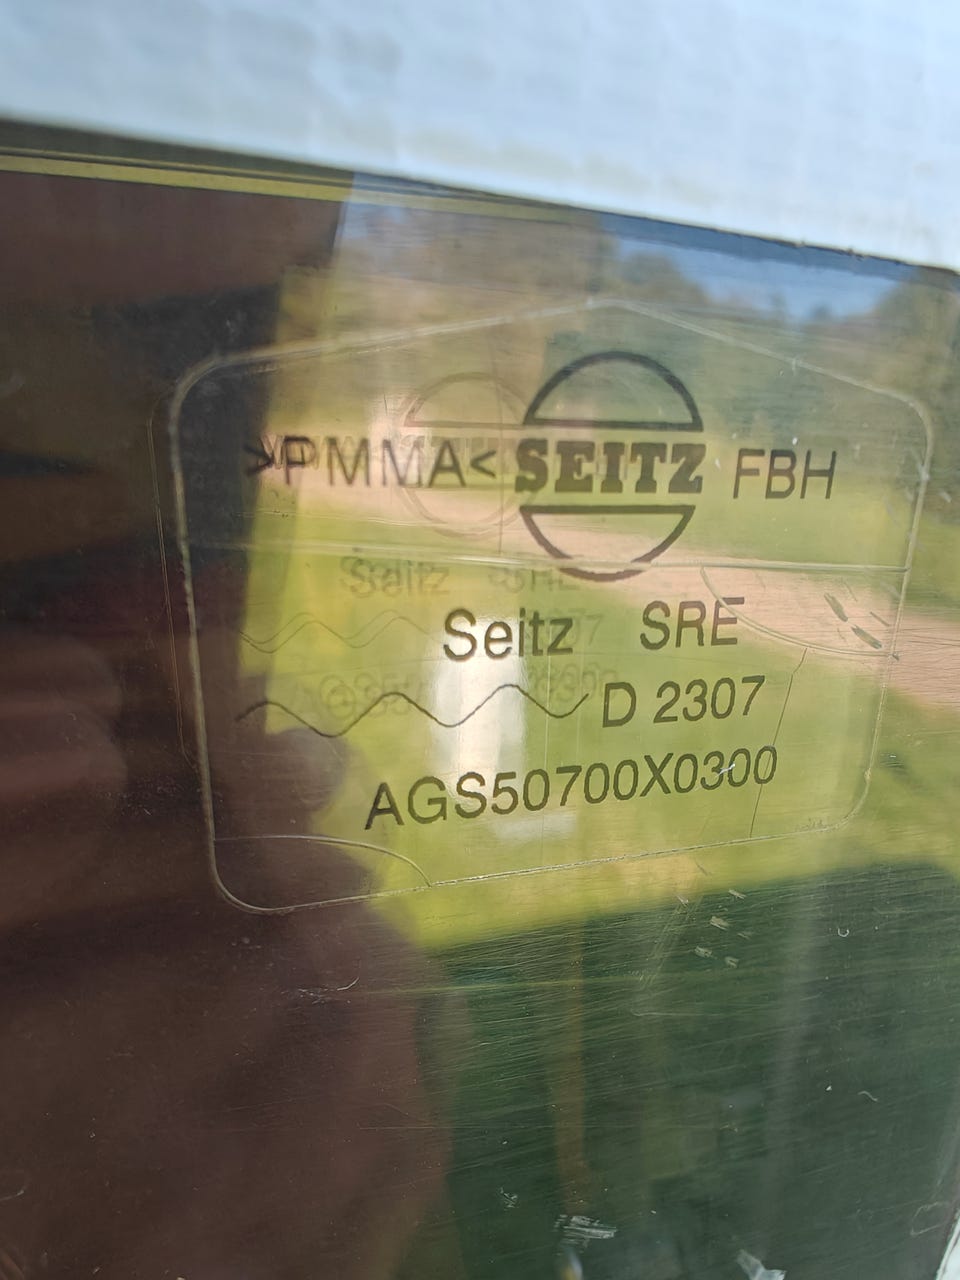 >PMMA< SEITZ FBH
Seitz SRE
D 2307
AGS50700X0300